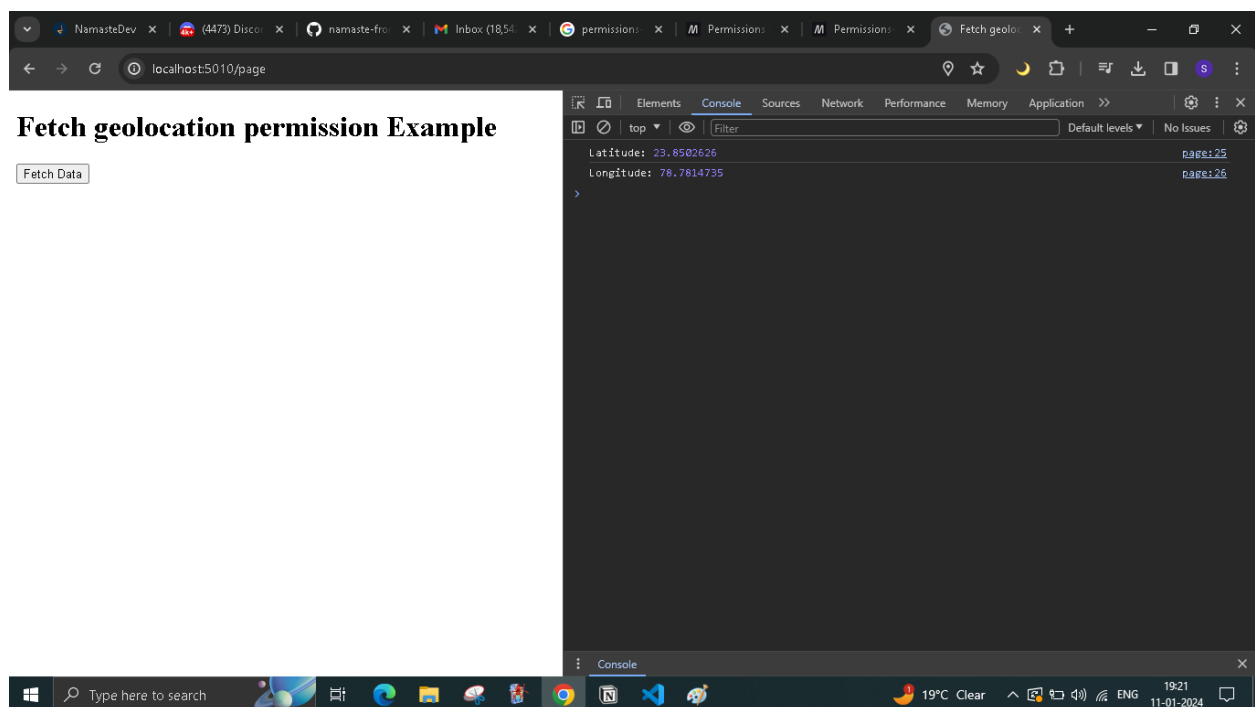 NamasteDev
(4473) Discor
namaste-fro
Inbox (18,54
permissions
Permissions
Permissions
Fetch geoloc
localhost:5010/page
S
Fetch geolocation permission Example
Fetch Data
Elements Console Sources Network Performance Memory Application
top Filter Default levels No Issues
Latitude: 23.8502626 page:25
Longitude: 78.7814735 page:26
Console
Type here to search
19°C Clear
ENG
19:21
11-01-2024